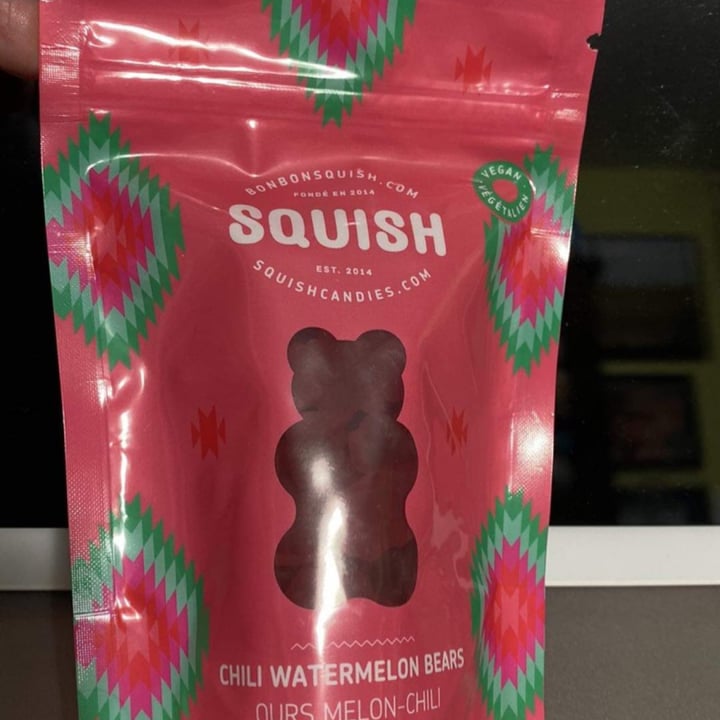 BONBONSQUISH.COM
FONDÉ EN 2014
SQUISH
EST. 2014
SQUISHCANDIES.COM
VEGAN
VÉGÉTALIEN
CHILI WATERMELON BEARS
OURS MELON-CHILI